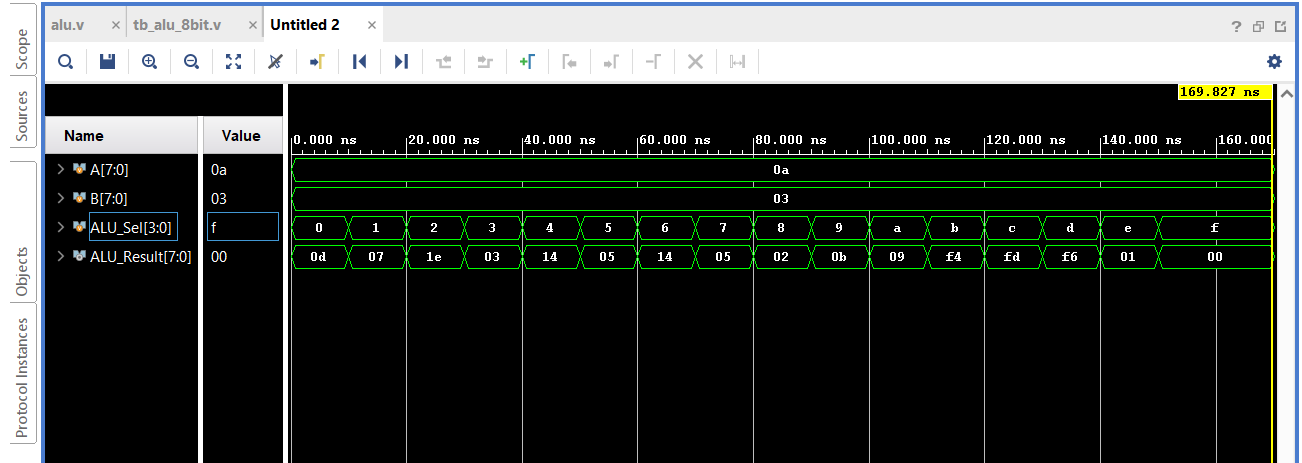 alu.v × tb_alu_8bit.v × Untitled 2 ×
?
Scope
Sources
Objects
Protocol Instances
169.827 ns
Name Value
0.000 ns 20.000 ns 40.000 ns 60.000 ns 80.000 ns 100.000 ns 120.000 ns 140.000 ns 160.000
A[7:0] 0a 0a
B[7:0] 03 03
ALU_Sel[3:0] f 0 1 2 3 4 5 6 7 8 9 a b c d e f
ALU_Result[7:0] 00 0d 07 1e 03 14 05 14 05 02 0b 09 f4 fd f6 01 00